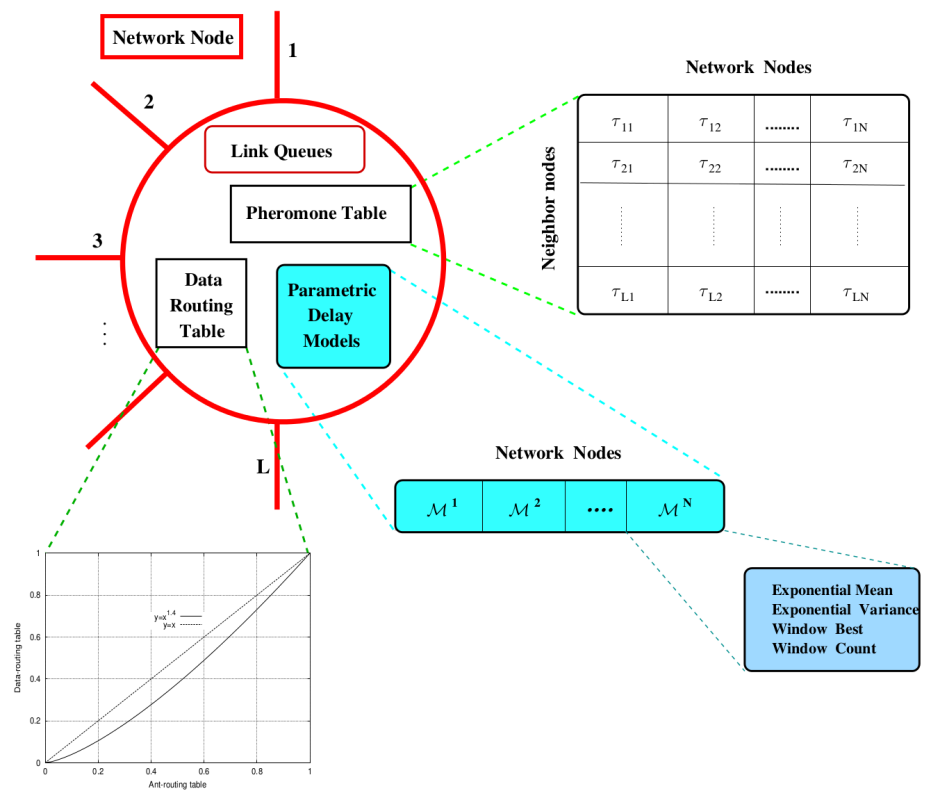 Network Node
1
2
3
L
Link Queues
Pheromone Table
Data
Routing
Table
Parametric
Delay
Models
Network Nodes
Neighbor nodes
τ11 τ12 ........ τ1N
τ21 τ22 ........ τ2N
τL1 τL2 ........ τLN
Network Nodes
ℳ1 ℳ2 .... ℳN
Exponential Mean
Exponential Variance
Window Best
Window Count
y=x^1.4
y=x
Data-routing table
1
0.8
0.6
0.4
0.2
0
0 0.2 0.4 0.6 0.8 1
Ant-routing table